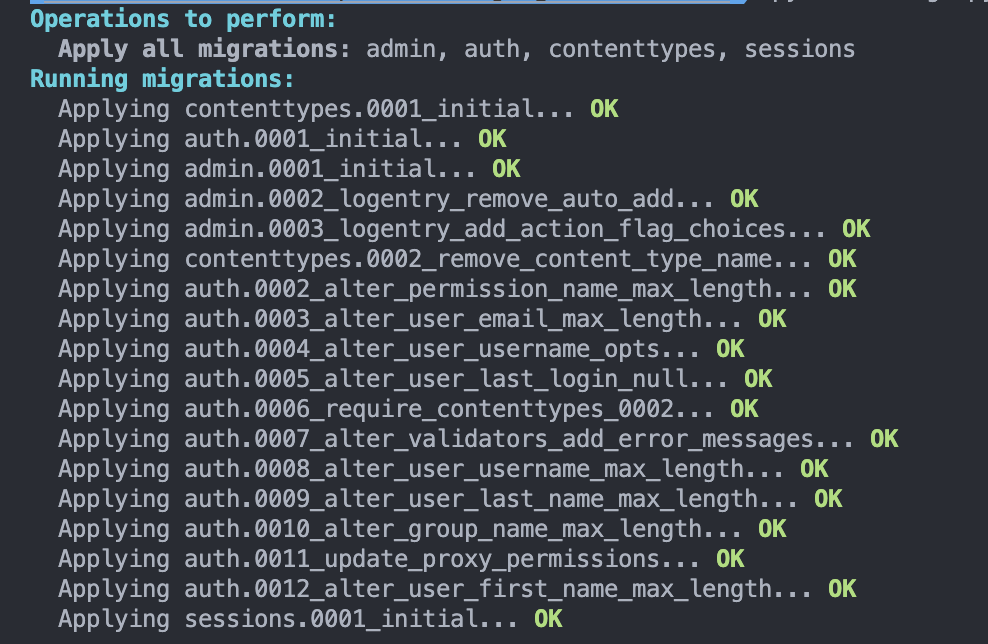 Operations to perform:
  Apply all migrations: admin, auth, contenttypes, sessions
Running migrations:
  Applying contenttypes.0001_initial... OK
  Applying auth.0001_initial... OK
  Applying admin.0001_initial... OK
  Applying admin.0002_logentry_remove_auto_add... OK
  Applying admin.0003_logentry_add_action_flag_choices... OK
  Applying contenttypes.0002_remove_content_type_name... OK
  Applying auth.0002_alter_permission_name_max_length... OK
  Applying auth.0003_alter_user_email_max_length... OK
  Applying auth.0004_alter_user_username_opts... OK
  Applying auth.0005_alter_user_last_login_null... OK
  Applying auth.0006_require_contenttypes_0002... OK
  Applying auth.0007_alter_validators_add_error_messages... OK
  Applying auth.0008_alter_user_username_max_length... OK
  Applying auth.0009_alter_user_last_name_max_length... OK
  Applying auth.0010_alter_group_name_max_length... OK
  Applying auth.0011_update_proxy_permissions... OK
  Applying auth.0012_alter_user_first_name_max_length... OK
  Applying sessions.0001_initial... OK